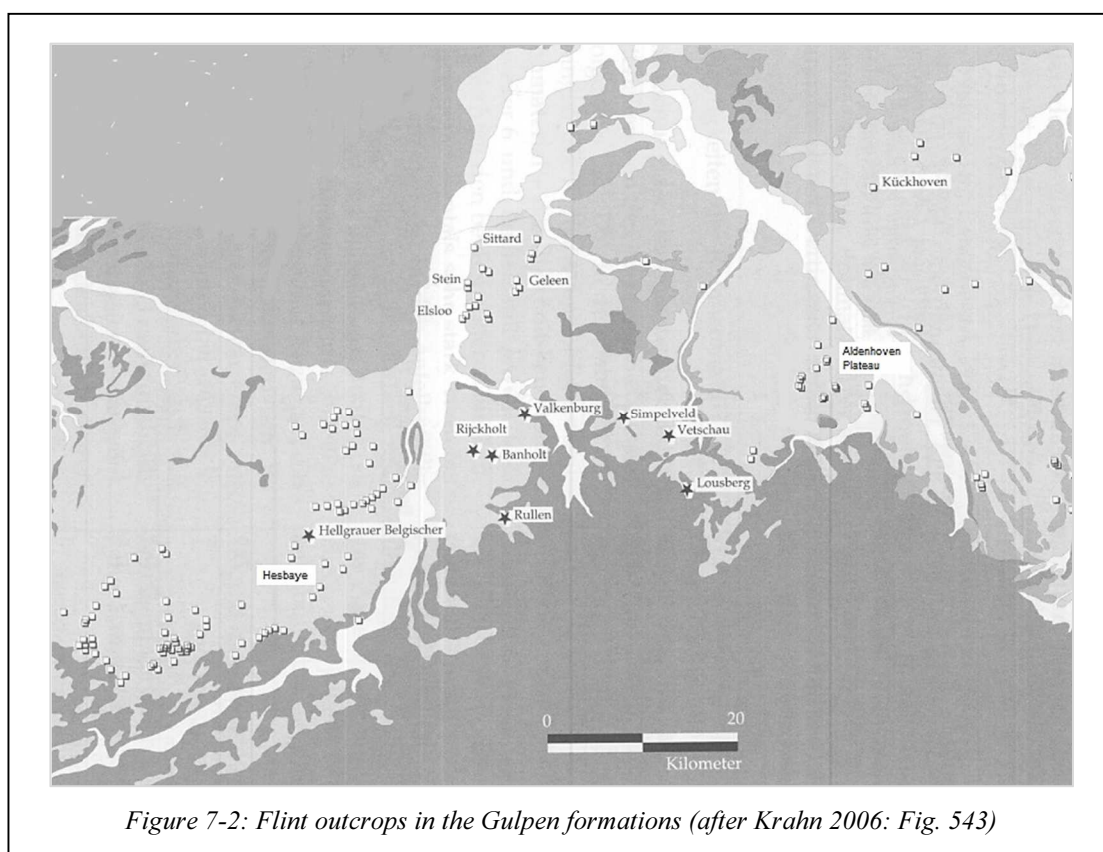 Kückhoven
Sittard
Stein
Geleen
Elsloo
Aldenhoven
Plateau
Valkenburg
Simpelveld
Rijckholt
Vetschau
Banholt
Lousberg
Rullen
Hellgrauer Belgischer
Hesbaye
0 20
Kilometer
Figure 7-2: Flint outcrops in the Gulpen formations (after Krahn 2006: Fig. 543)